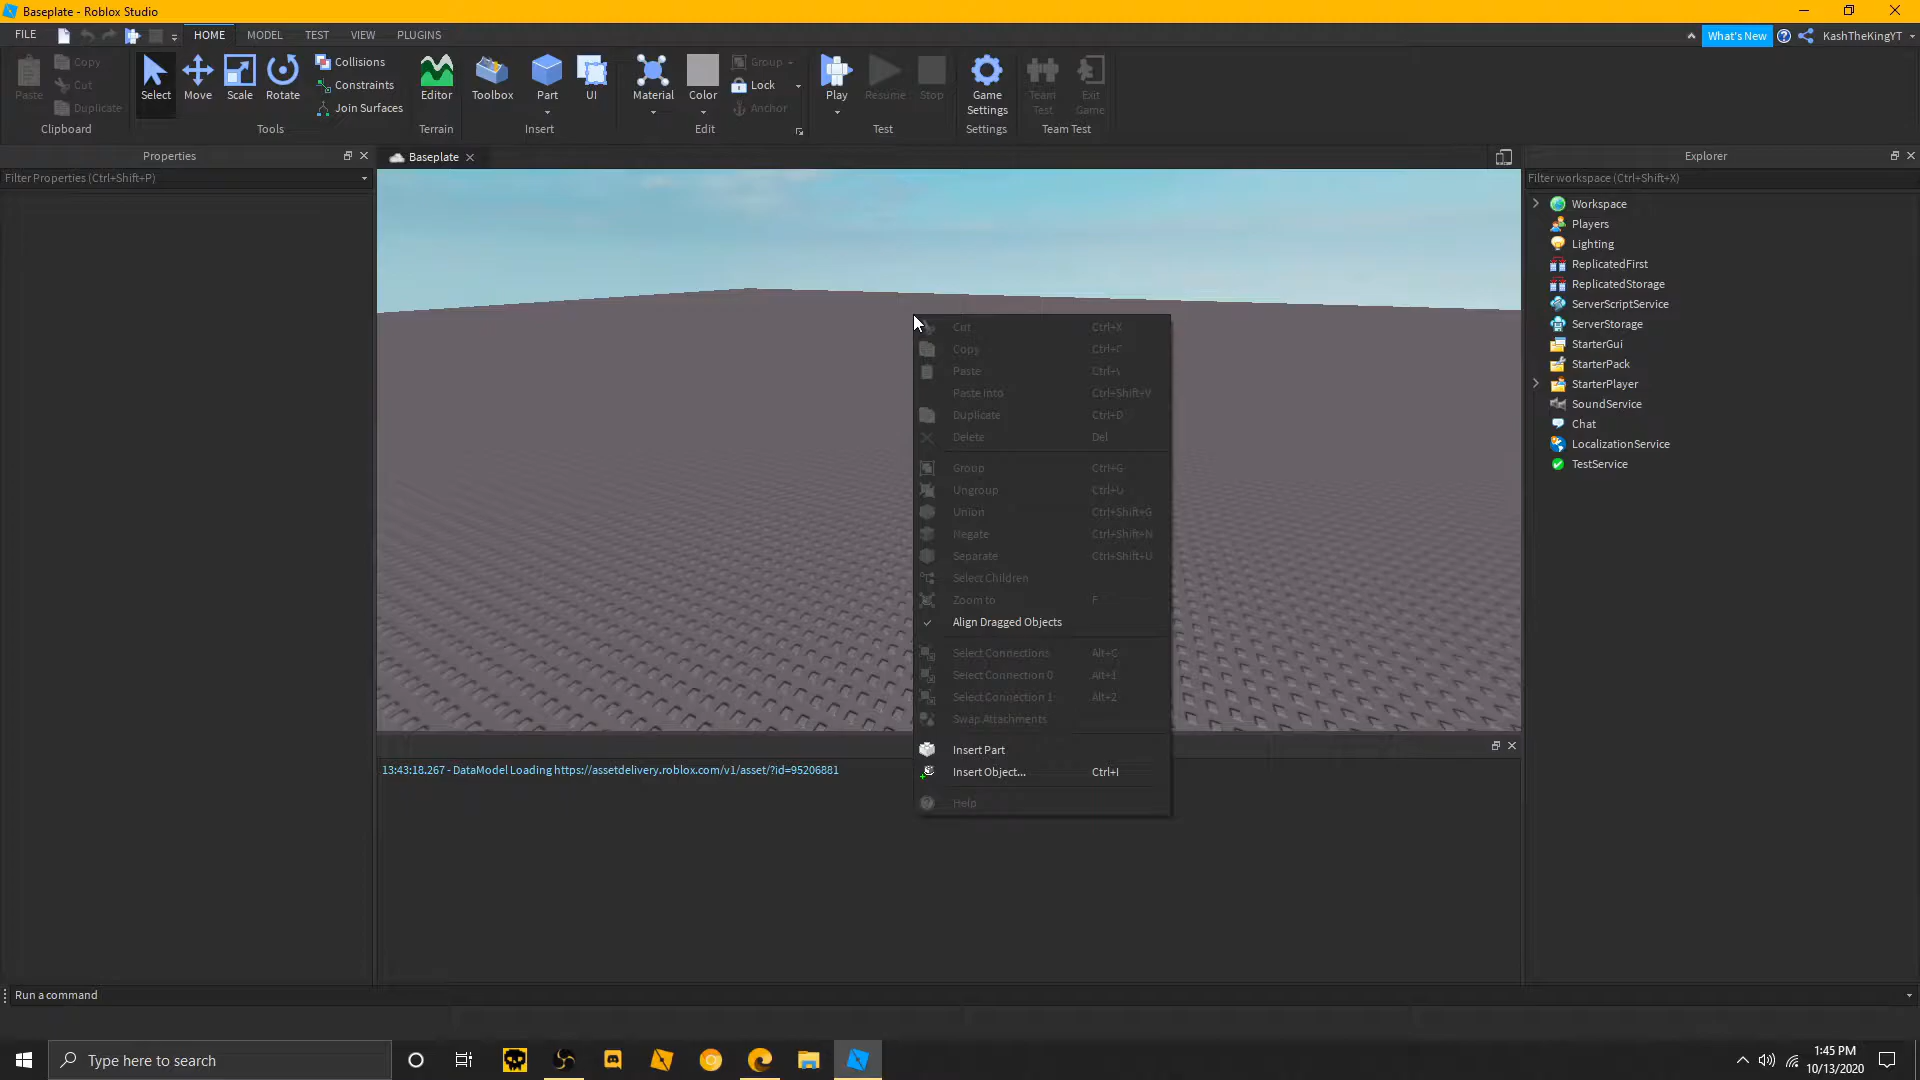 Baseplate - Roblox Studio
FILE HOME MODEL TEST VIEW PLUGINS What's New KashTheKingYT
Paste Copy Cut Duplicate
Clipboard
Select Move Scale Rotate
Collisions
Constraints
Join Surfaces
Tools
Editor
Terrain
Toolbox Part UI
Insert
Material Color Group Lock Anchor
Edit
Play Resume Stop
Test
Game Settings
Settings
Team Test Exit Game
Team Test
Properties
Filter Properties (Ctrl+Shift+P)
Baseplate
Cut Ctrl+X
Copy Ctrl+C
Paste Ctrl+V
Paste Into Ctrl+Shift+V
Duplicate Ctrl+D
Delete Del
Group Ctrl+G
Ungroup Ctrl+U
Union Ctrl+Shift+G
Negate Ctrl+Shift+N
Separate Ctrl+Shift+U
Select Children
Zoom to F
Align Dragged Objects
Select Connections Alt+C
Select Connection 0 Alt+1
Select Connection 1 Alt+2
Swap Attachments
Insert Part
Insert Object... Ctrl+I
Help
13:43:18.267 - DataModel Loading https://assetdelivery.roblox.com/v1/asset/?id=95206881
Explorer
Filter workspace (Ctrl+Shift+X)
Workspace
Players
Lighting
ReplicatedFirst
ReplicatedStorage
ServerScriptService
ServerStorage
StarterGui
StarterPack
StarterPlayer
SoundService
Chat
LocalizationService
TestService
Run a command
Type here to search
1:45 PM
10/13/2020